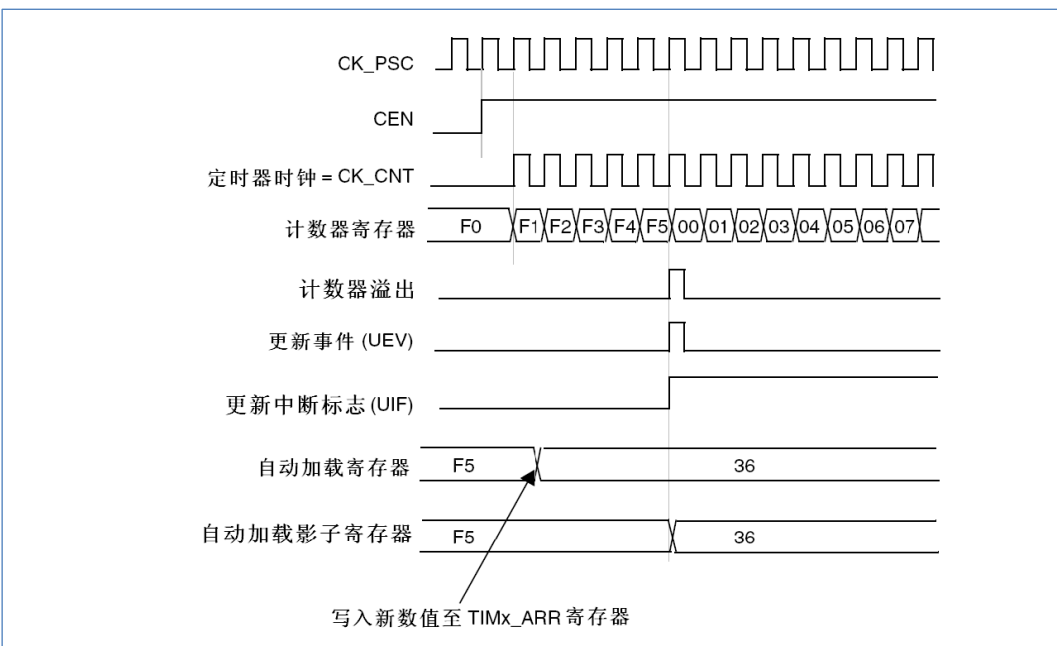 CK_PSC
CEN
定时器时钟 = CK_CNT
计数器寄存器 F0 F1 F2 F3 F4 F5 00 01 02 03 04 05 06 07
计数器溢出
更新事件 (UEV)
更新中断标志 (UIF)
自动加载寄存器 F5 36
自动加载影子寄存器 F5 36
写入新数值至 TIMx_ARR 寄存器